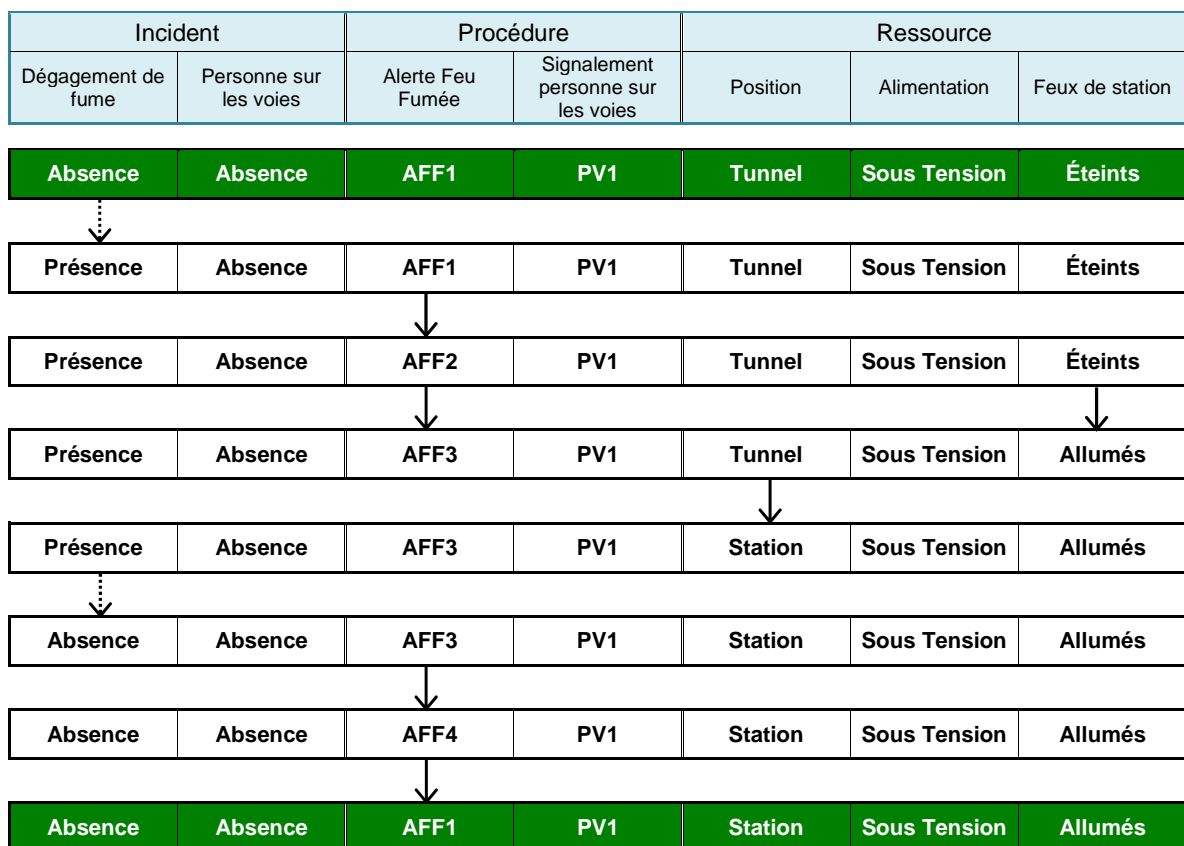 Incident Procédure Ressource
Dégagement de fume Personne sur les voies Alerte Feu Fumée Signalement personne sur les voies Position Alimentation Feux de station
Absence Absence AFF1 PV1 Tunnel Sous Tension Éteints
Présence Absence AFF1 PV1 Tunnel Sous Tension Éteints
Présence Absence AFF2 PV1 Tunnel Sous Tension Éteints
Présence Absence AFF3 PV1 Tunnel Sous Tension Allumés
Présence Absence AFF3 PV1 Station Sous Tension Allumés
Absence Absence AFF3 PV1 Station Sous Tension Allumés
Absence Absence AFF4 PV1 Station Sous Tension Allumés
Absence Absence AFF1 PV1 Station Sous Tension Allumés